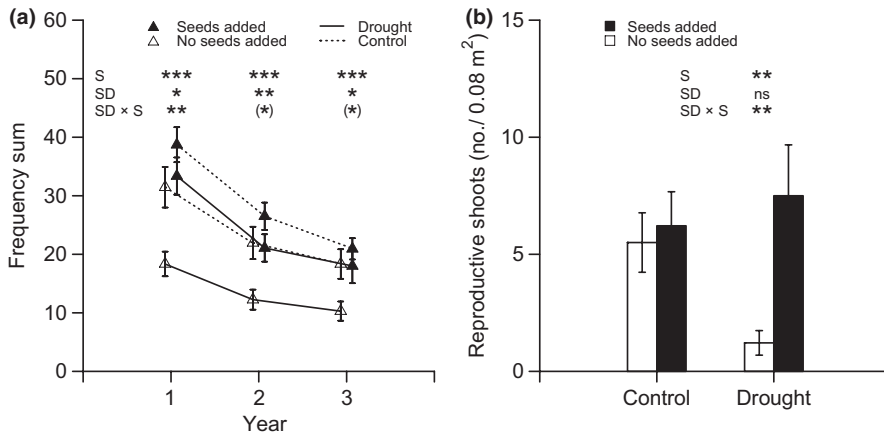 (a)
▲ Seeds added
△ No seeds added
Drought
Control
S *** *** ***
SD * ** *
SD × S ** (*) (*)
60
50
40
30
20
10
0
Frequency sum
1 2 3
Year
(b)
Seeds added
No seeds added
S **
SD ns
SD × S **
15
10
5
0
Reproductive shoots (no./ 0.08 m²)
Control Drought